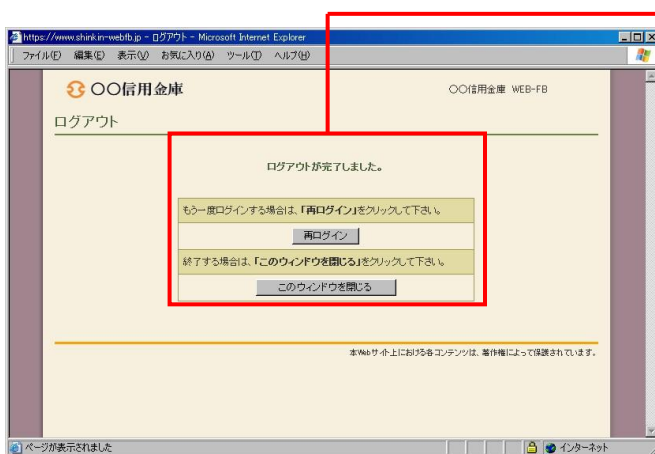 https://www.shinkin-webfb.jp - ログアウト - Microsoft Internet Explorer
ファイル(F) 編集(E) 表示(V) お気に入り(A) ツール(T) ヘルプ(H)
〇〇信用金庫
〇〇信用金庫 WEB-FB
ログアウト
ログアウトが完了しました。
もう一度ログインする場合は、「再ログイン」をクリックして下さい。
再ログイン
終了する場合は、「このウィンドウを閉じる」をクリックして下さい。
このウィンドウを閉じる
本Webサイト上における各コンテンツは、著作権によって保護されています。
ページが表示されました
インターネット